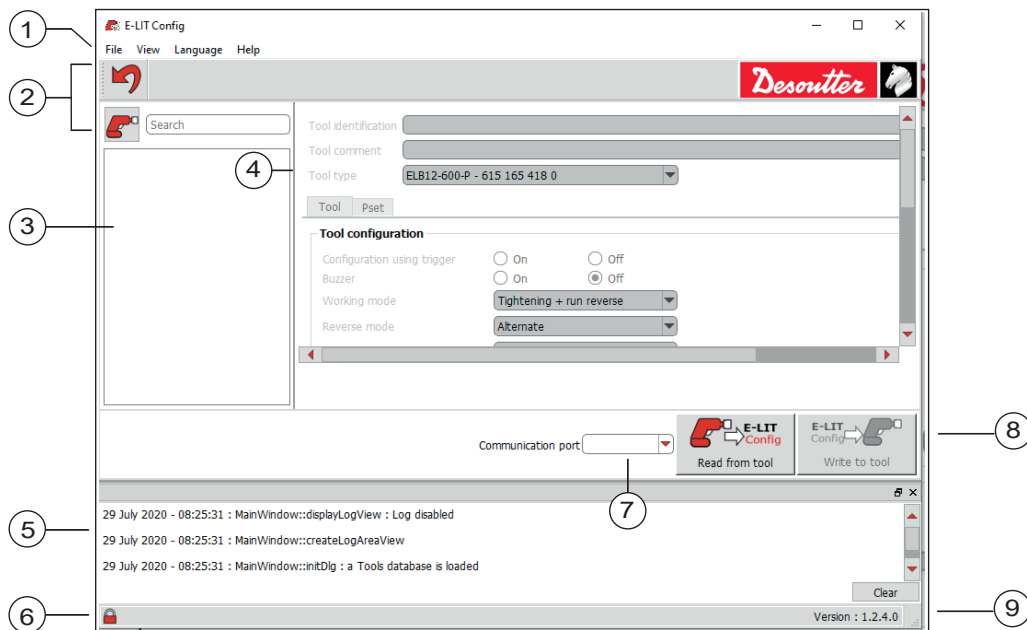 E-LIT Config
File View Language Help
Desoutter
Search
Tool identification
Tool comment
Tool type ELB12-600-P - 615 165 418 0
Tool Pset
Tool configuration
Configuration using trigger On Off
Buzzer On Off
Working mode Tightening + run reverse
Reverse mode Alternate
Communication port
E-LIT
Config
Read from tool
E-LIT
Config
Write to tool
29 July 2020 - 08:25:31 : MainWindow::displayLogView : Log disabled
29 July 2020 - 08:25:31 : MainWindow::createLogAreaView
29 July 2020 - 08:25:31 : MainWindow::initDlg : a Tools database is loaded
Clear
Version : 1.2.4.0
1
2
3
4
5
6
7
8
9